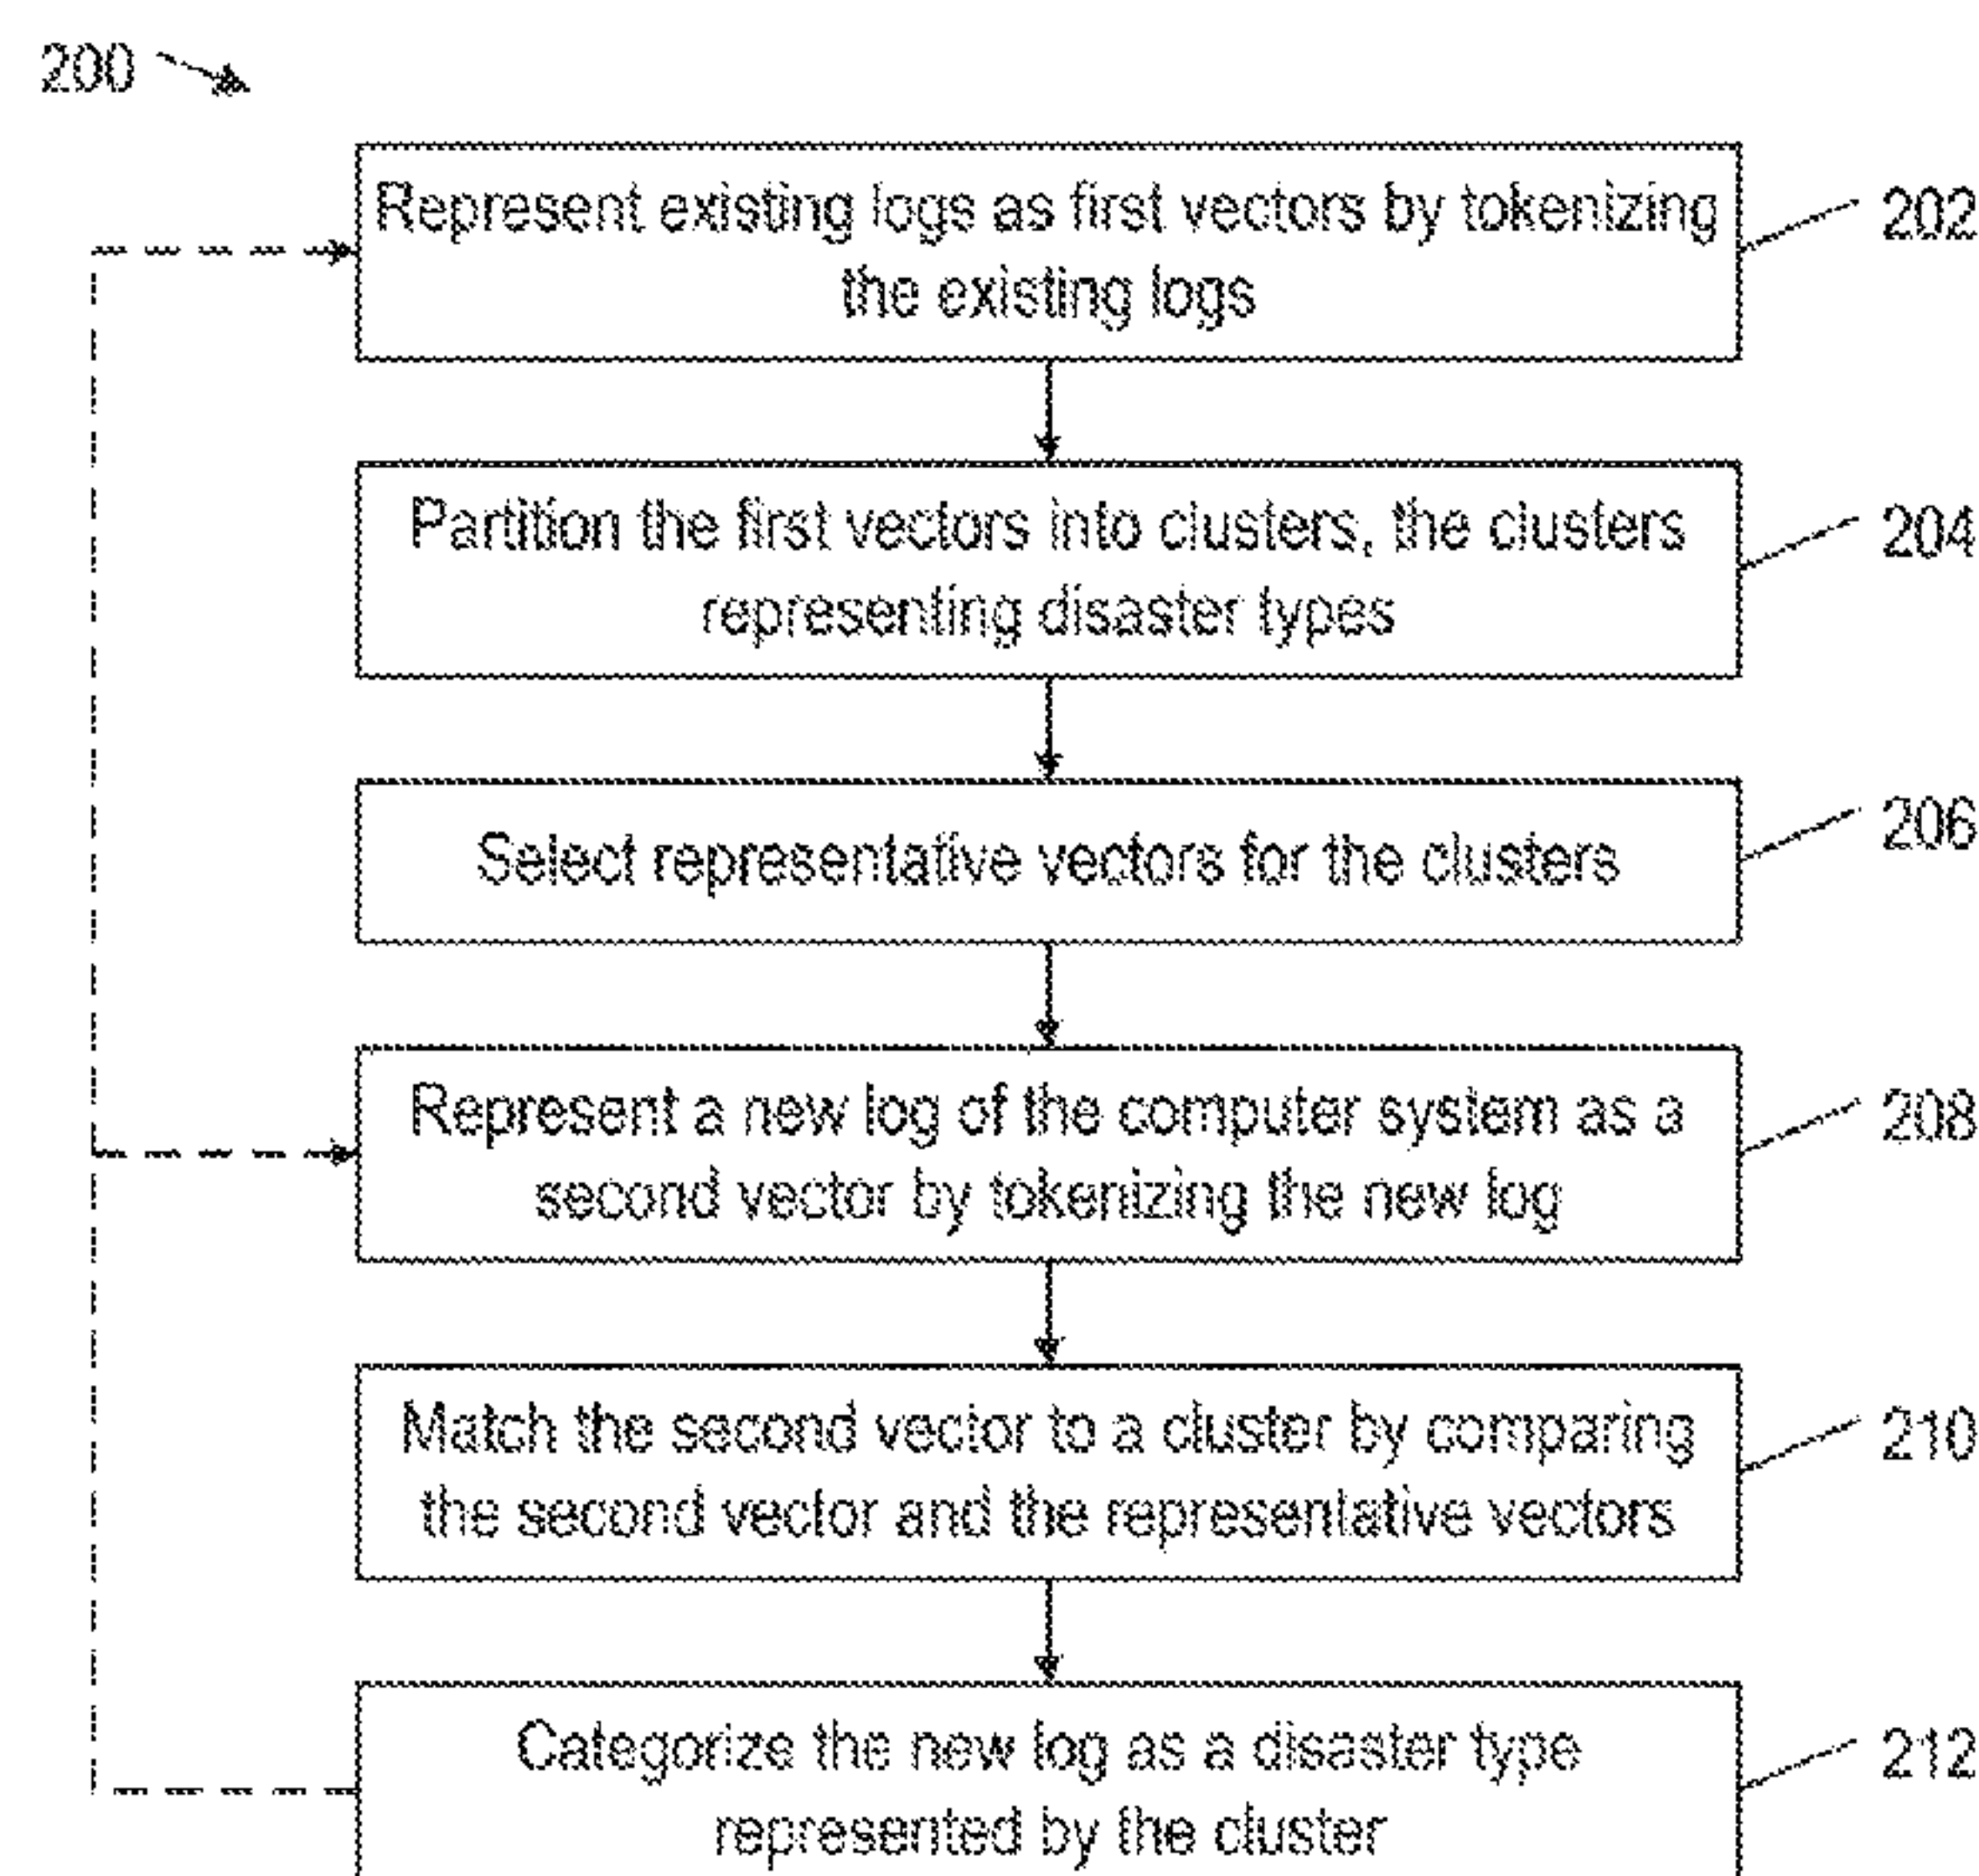 200
Represent existing logs as first vectors by tokenizing
the existing logs
202
Partition the first vectors into clusters, the clusters
representing disaster types
204
Select representative vectors for the clusters
206
Represent a new log of the computer system as a
second vector by tokenizing the new log
208
Match the second vector to a cluster by comparing
the second vector and the representative vectors
210
Categorize the new log as a disaster type
represented by the cluster
212